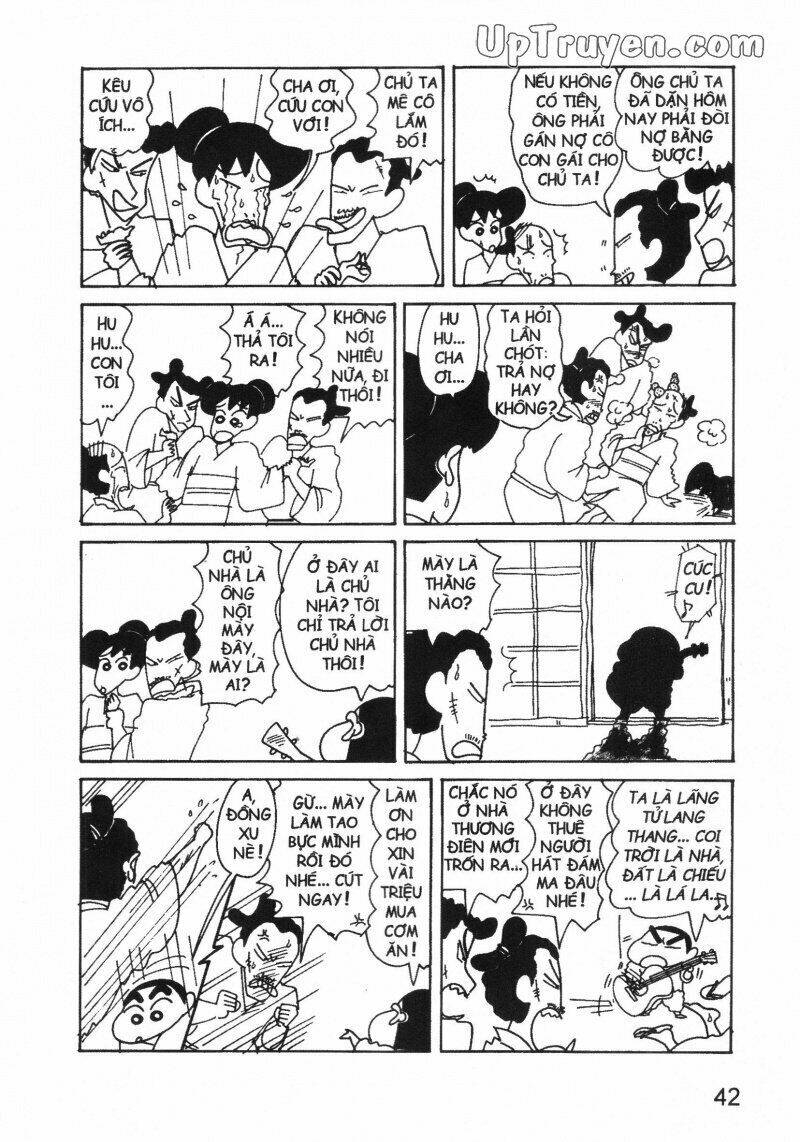 UpTruyen.com
ÔNG CHỦ TA
ĐÃ DẶN HÔM
NAY PHẢI ĐÒI
NỢ BẰNG
ĐƯỢC!
NẾU KHÔNG
CÓ TIỀN,
ÔNG PHẢI
GÁN NỢ CÔ
CON GÁI CHO
CHỦ TA!
CHỦ TA
MÊ CÔ
LẮM
ĐÓ!
CHA ƠI,
CỨU CON
VỚI!
KÊU
CỨU VÔ
ÍCH...
TA HỎI
LẦN
CHÓT:
TRẢ NỢ
HAY
KHÔNG?
HU
HU...
CHA
ƠI...
KHÔNG
NÓI
NHIỀU
NỮA, ĐI
THÔI!
Á Á...
THẢ TÔI
RA!
HU
HU...
CON
TÔI
...
CÚC
CU!
MÀY LÀ
THẰNG
NÀO?
Ở ĐÂY AI
LÀ CHỦ
NHÀ? TÔI
CHỈ TRẢ LỜI
CHỦ NHÀ
THÔI!
CHỦ
NHÀ LÀ
ÔNG
NỘI
MÀY
ĐÂY,
MÀY LÀ
AI?
TA LÀ LÃNG
TỬ LANG
THANG... COI
TRỜI LÀ NHÀ,
ĐẤT LÀ CHIẾU
... LÀ LÁ LA...
Ở ĐÂY
KHÔNG
THUÊ
NGƯỜI
HÁT ĐÁM
MA ĐÂU
NHÉ!
CHẮC NÓ
Ở NHÀ
THƯƠNG
ĐIÊN MỚI
TRỐN RA...
LÀM
ƠN
CHO
XIN
VÀI
TRIỆU
MUA
CƠM
ĂN!
GỪ... MÀY
LÀM TAO
BỰC MÌNH
RỒI ĐÓ
NHÉ... CÚT
NGAY!
A,
ĐỒNG
XU
NÈ!
42